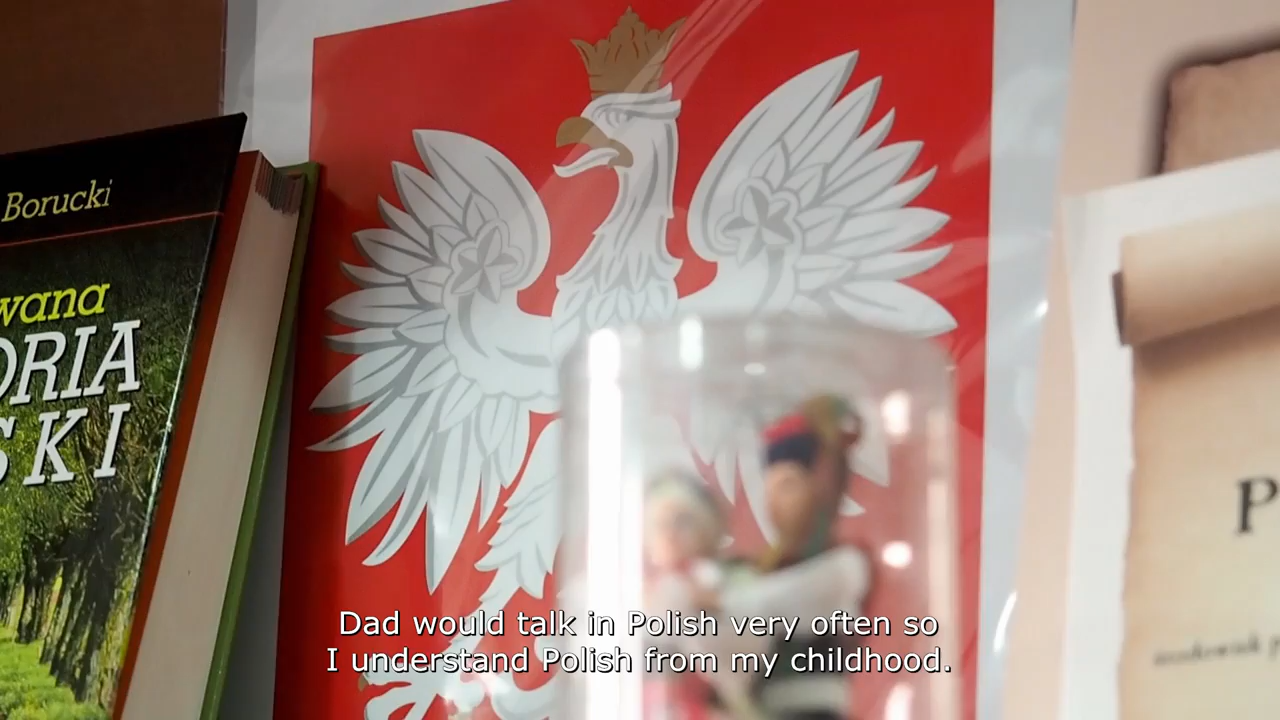 Borucki
wana
ORIA
SKI
P
Dad would talk in Polish very often so
I understand Polish from my childhood.